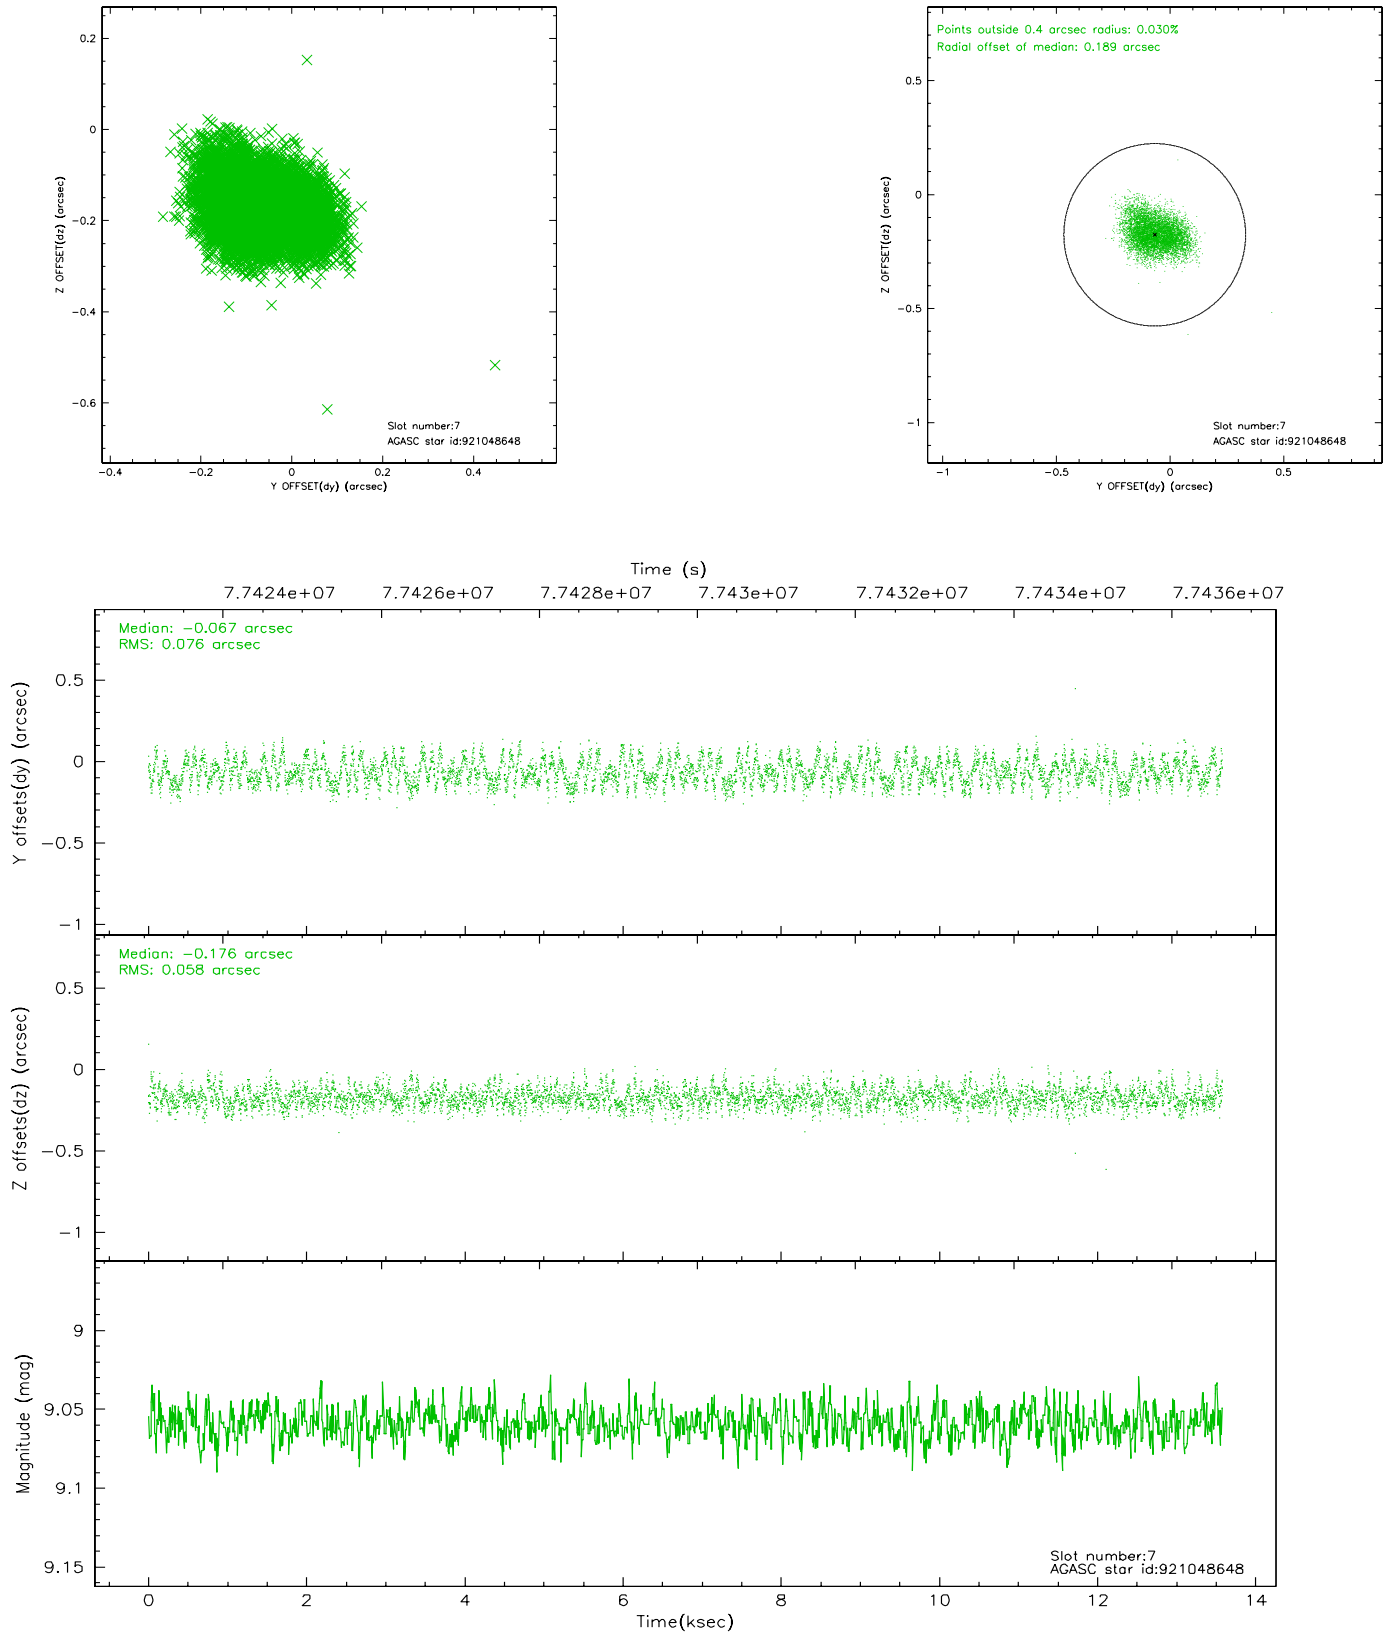 0.2
0
−0.2
−0.4
−0.6
−0.4
−0.2
0
0.2
0.4
Z OFFSET(dz) (arcsec)
Y OFFSET(dy) (arcsec)
Slot number:7
AGASC star id:921048648
Points outside 0.4 arcsec radius: 0.030%
Radial offset of median: 0.189 arcsec
0.5
0
−0.5
−1
−1
−0.5
0
0.5
Z OFFSET(dz) (arcsec)
Y OFFSET(dy) (arcsec)
Slot number:7
AGASC star id:921048648
Time (s)
7.7424e+07
7.7426e+07
7.7428e+07
7.743e+07
7.7432e+07
7.7434e+07
7.7436e+07
Median: −0.067 arcsec
RMS: 0.076 arcsec
0.5
0
−0.5
−1
Y offsets(dy) (arcsec)
Median: −0.176 arcsec
RMS: 0.058 arcsec
0.5
0
−0.5
−1
Z offsets(dz) (arcsec)
9
9.05
9.1
9.15
Magnitude (mag)
Slot number:7
AGASC star id:921048648
0
2
4
6
8
10
12
14
Time(ksec)